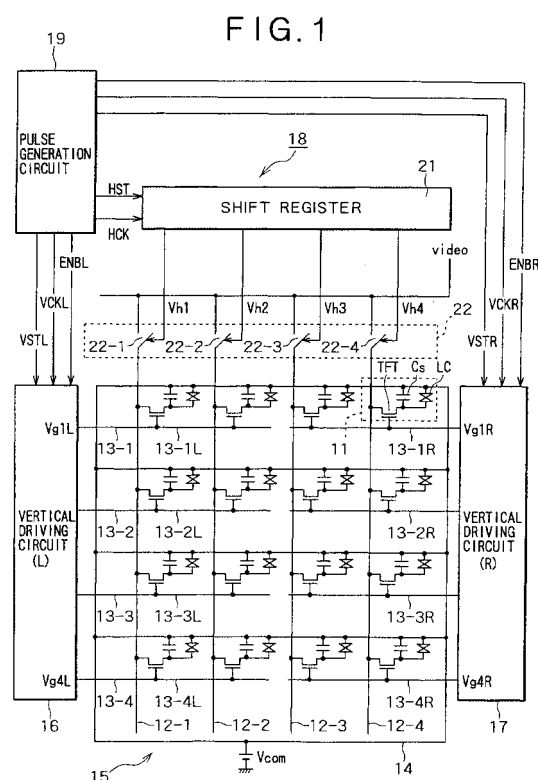 FIG.1
19
PULSE
GENERATION
CIRCUIT
18
21
HST
SHIFT REGISTER
HCK
video
ENBL
VCKL
VSTL
ENBR
VCKR
VSTR
Vh1 Vh2 Vh3 Vh4
22
22-1 22-2 22-3 22-4
TFT Cs LC
Vg1L
13-1 13-1L 11 13-1R
Vg1R
13-2 13-2L 13-2R
VERTICAL
DRIVING
CIRCUIT
(L)
VERTICAL
DRIVING
CIRCUIT
(R)
13-3 13-3L 13-3R
Vg4L
13-4 13-4L 13-4R
Vg4R
16 12-1 12-2 12-3 12-4 17
15 Vcom 14